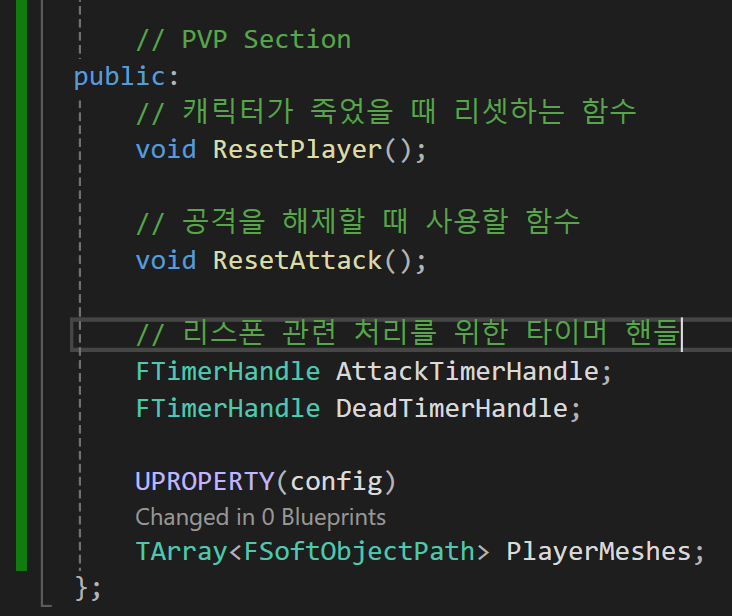 // PVP Section
public:
// 캐릭터가 죽었을 때 리셋하는 함수
void ResetPlayer();
// 공격을 해제할 때 사용할 함수
void ResetAttack();
// 리스폰 관련 처리를 위한 타이머 핸들
FTimerHandle AttackTimerHandle;
FTimerHandle DeadTimerHandle;
UPROPERTY(config)
Changed in 0 Blueprints
TArray<FSoftObjectPath> PlayerMeshes;
};